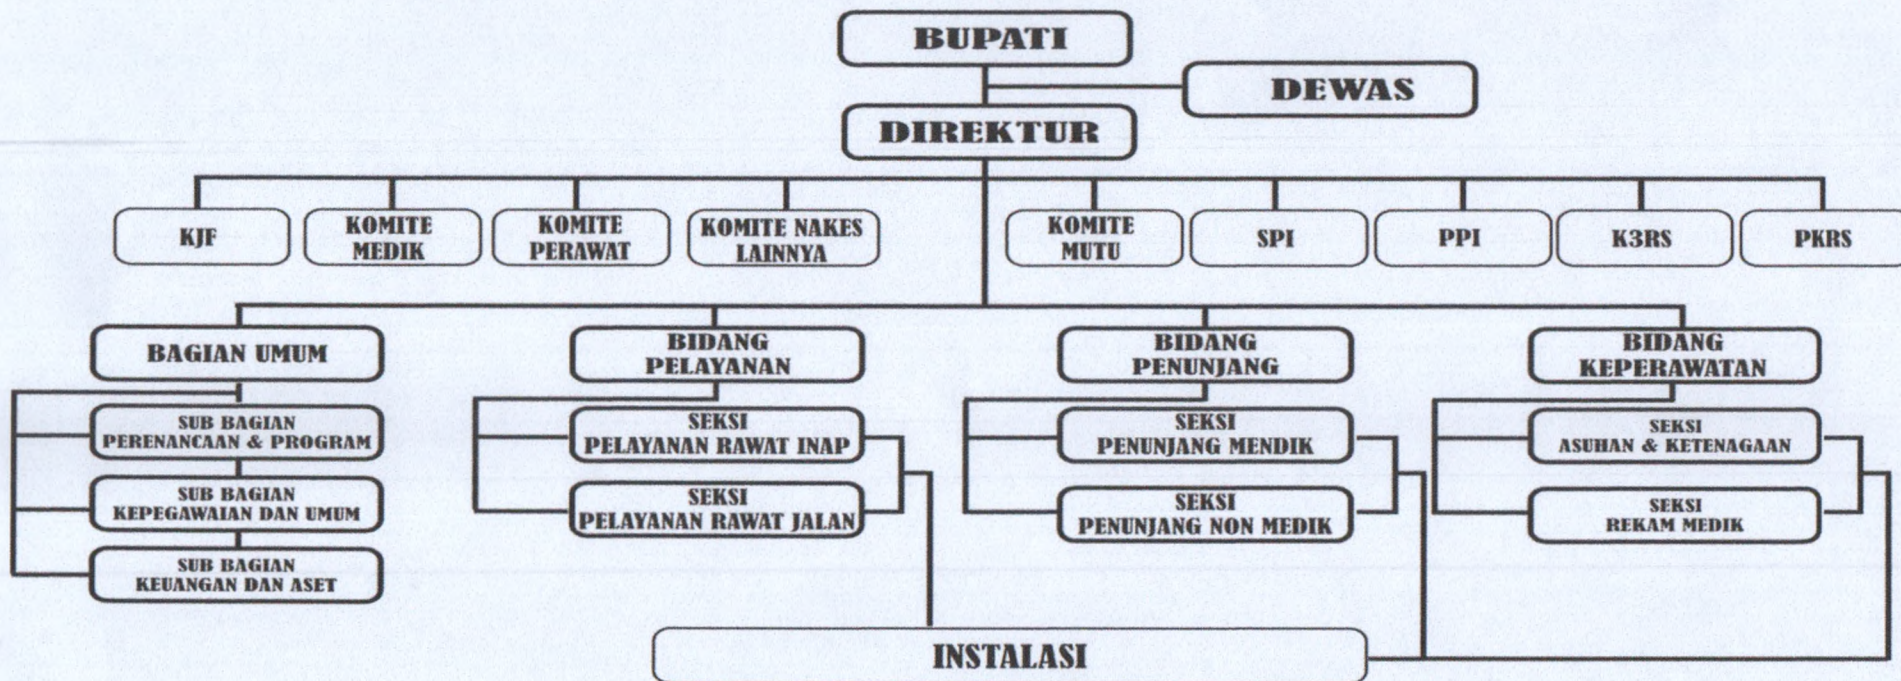 BUPATI
DEWAS
DIREKTUR
KJF
KOMITE
MEDIK
KOMITE
PERAWAT
KOMITE NAKES
LAINNYA
KOMITE
MUTU
SPI
PPI
K3RS
PKRS
BAGIAN UMUM
BIDANG
PELAYANAN
BIDANG
PENUNJANG
BIDANG
KEPERAWATAN
SUB BAGIAN
PERENANCAAN & PROGRAM
SUB BAGIAN
KEPEGAWAIAN DAN UMUM
SUB BAGIAN
KEUANGAN DAN ASET
SEKSI
PELAYANAN RAWAT INAP
SEKSI
PELAYANAN RAWAT JALAN
SEKSI
PENUNJANG MENDIK
SEKSI
PENUNJANG NON MEDIK
SEKSI
ASUHAN & KETENAGAAN
SEKSI
REKAM MEDIK
INSTALASI